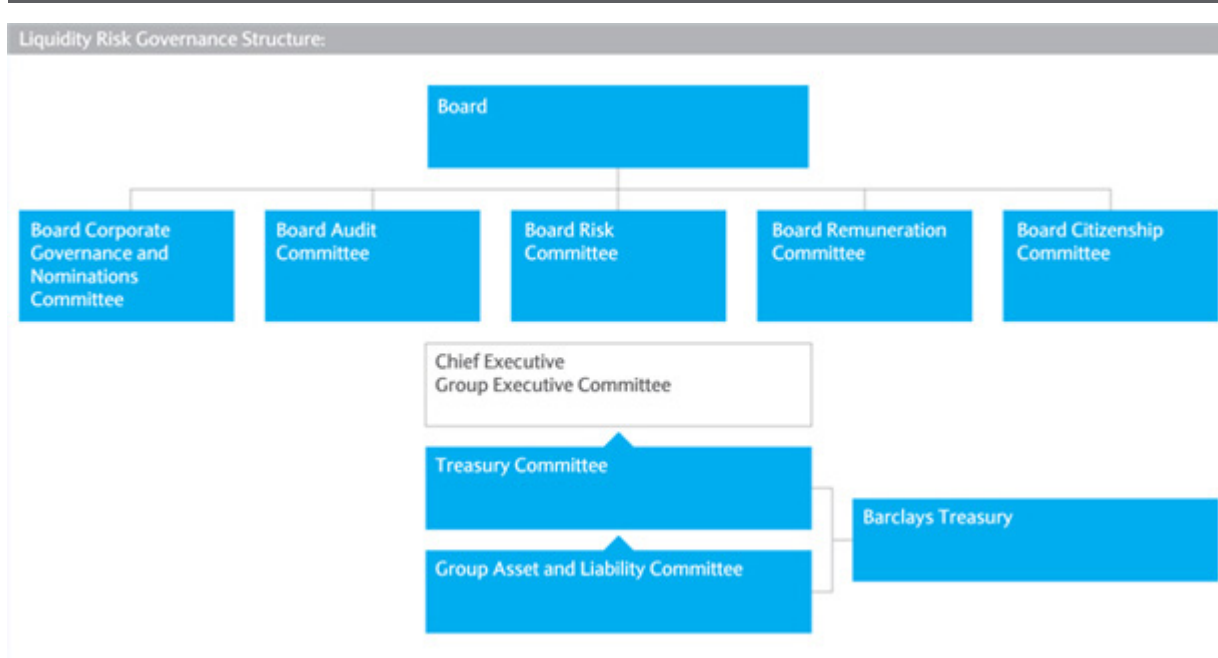 Liquidity Risk Governance Structure:
Board
Board Corporate
Governance and
Nominations
Committee
Board Audit
Committee
Board Risk
Committee
Board Remuneration
Committee
Board Citizenship
Committee
Chief Executive
Group Executive Committee
Treasury Committee
Barclays Treasury
Group Asset and Liability Committee